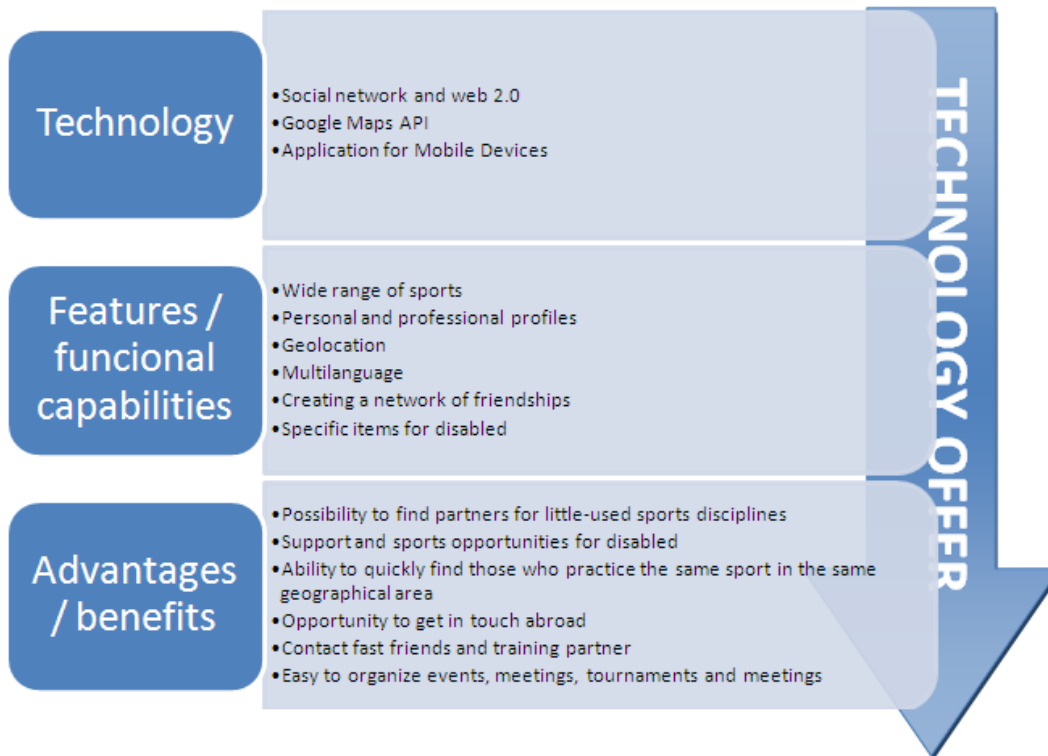 Technology
•Social network and web 2.0
•Google Maps API
•Application for Mobile Devices
Features /
funcional
capabilities
•Wide range of sports
•Personal and professional profiles
•Geolocation
•Multilanguage
•Creating a network of friendships
•Specific items for disabled
Advantages
/ benefits
•Possibility to find partners for little-used sports disciplines
•Support and sports opportunities for disabled
•Ability to quickly find those who practice the same sport in the same
geographical area
•Opportunity to get in touch abroad
•Contact fast friends and training partner
•Easy to organize events, meetings, tournaments and meetings
TECHNOLOGY OFFER